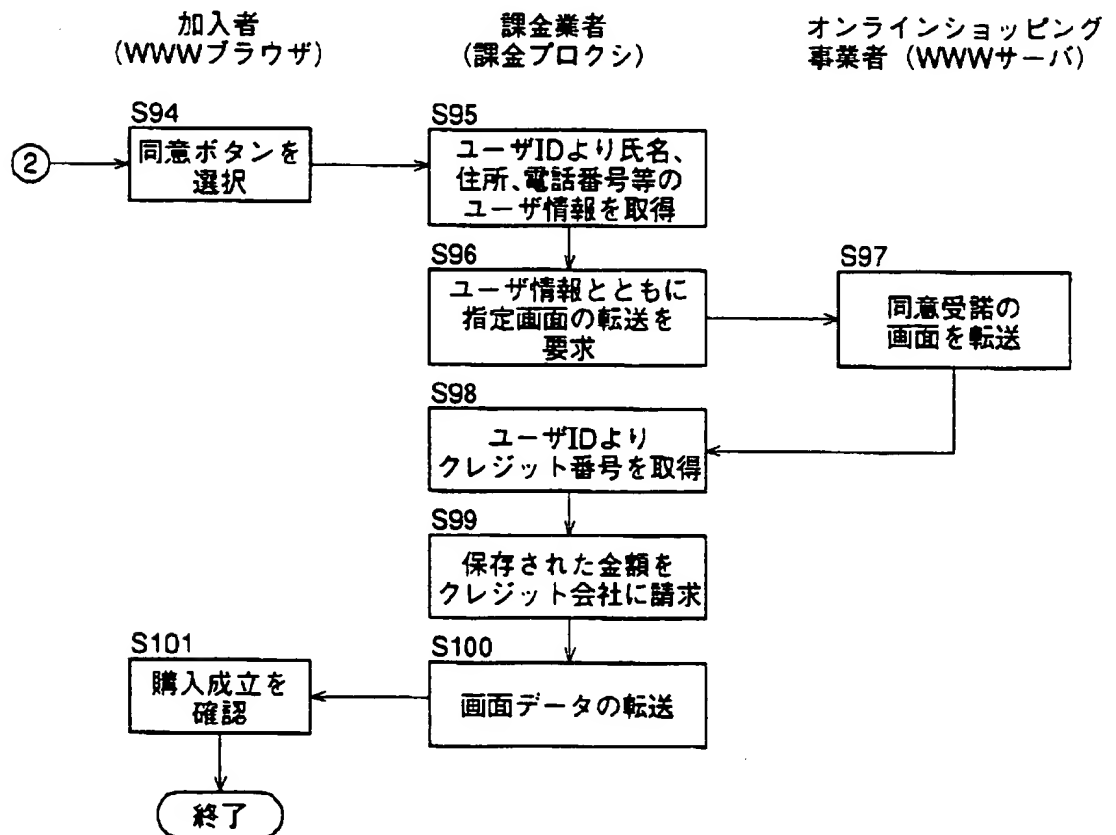 加入者
(WWWブラウザ)
課金業者
(課金プロクシ)
オンラインショッピング
事業者 (WWWサーバ)
S94
②
同意ボタンを
選択
S95
ユーザIDより氏名、
住所、電話番号等の
ユーザ情報を取得
S96
ユーザ情報とともに
指定画面の転送を
要求
S97
同意受諾の
画面を転送
S98
ユーザIDより
クレジット番号を取得
S99
保存された金額を
クレジット会社に請求
S100
画面データの転送
S101
購入成立を
確認
終了